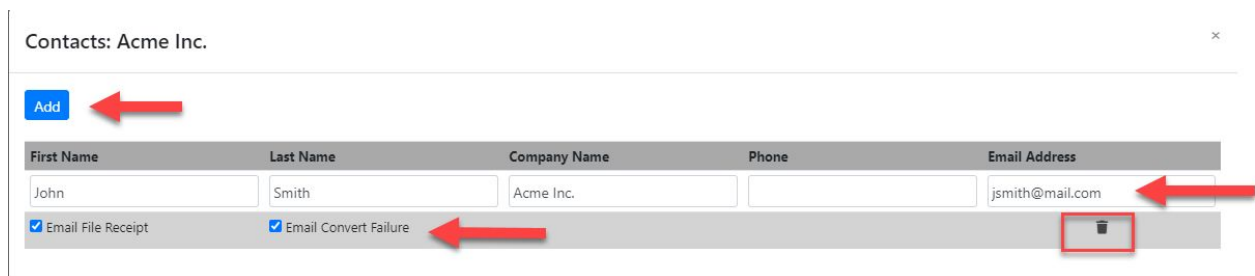 Contacts: Acme Inc.
×
Add
First Name Last Name Company Name Phone Email Address
John Smith Acme Inc. jsmith@mail.com
Email File Receipt Email Convert Failure